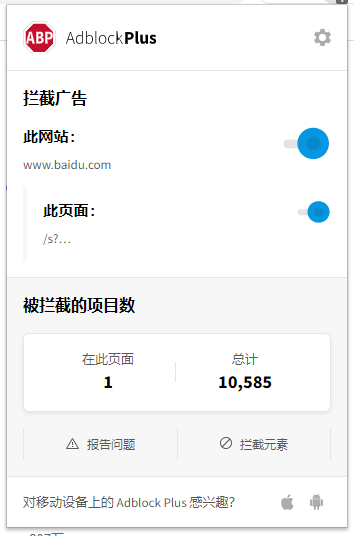 ABP AdblockPlus
拦截广告
此网站：
www.baidu.com
此页面：
/s?...
被拦截的项目数
在此页面 总计
1 10,585
报告问题 拦截元素
对移动设备上的 Adblock Plus 感兴趣?